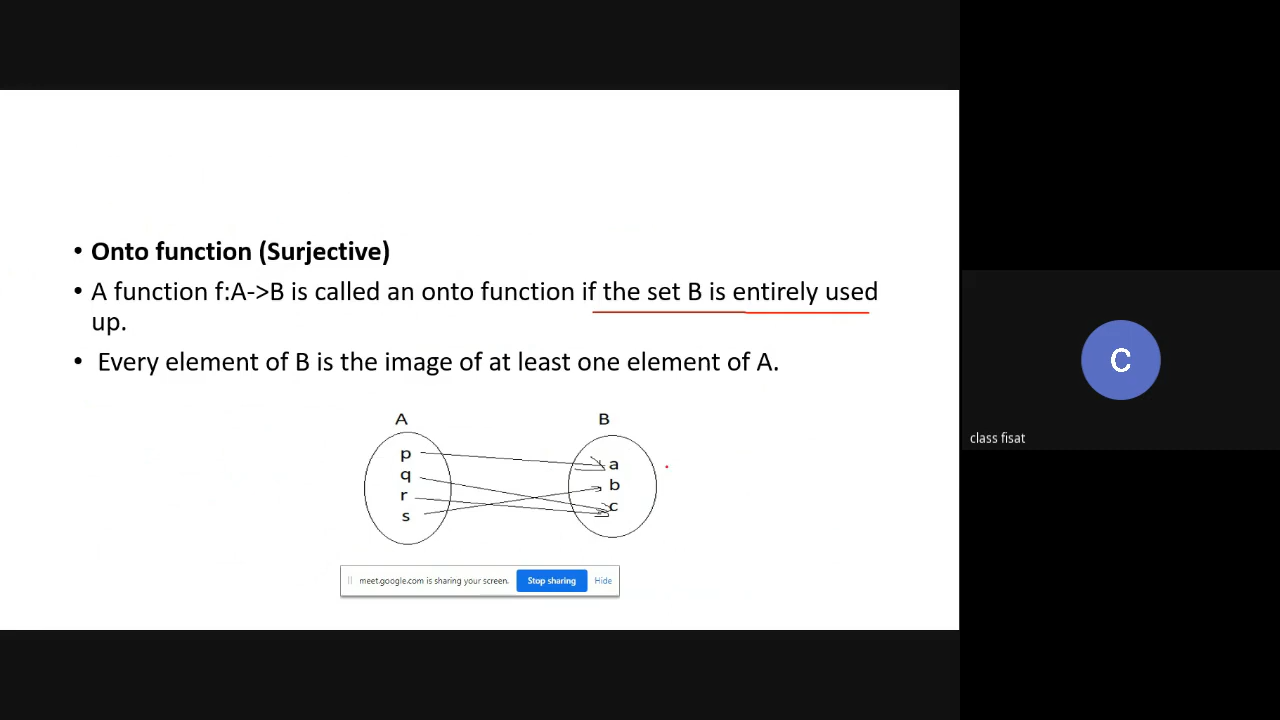 • Onto function (Surjective)
• A function f:A->B is called an onto function if the set B is entirely used
up.
• Every element of B is the image of at least one element of A.
A B
p a
q b
r c
s
meet.google.com is sharing your screen. Stop sharing Hide
C
class fisat